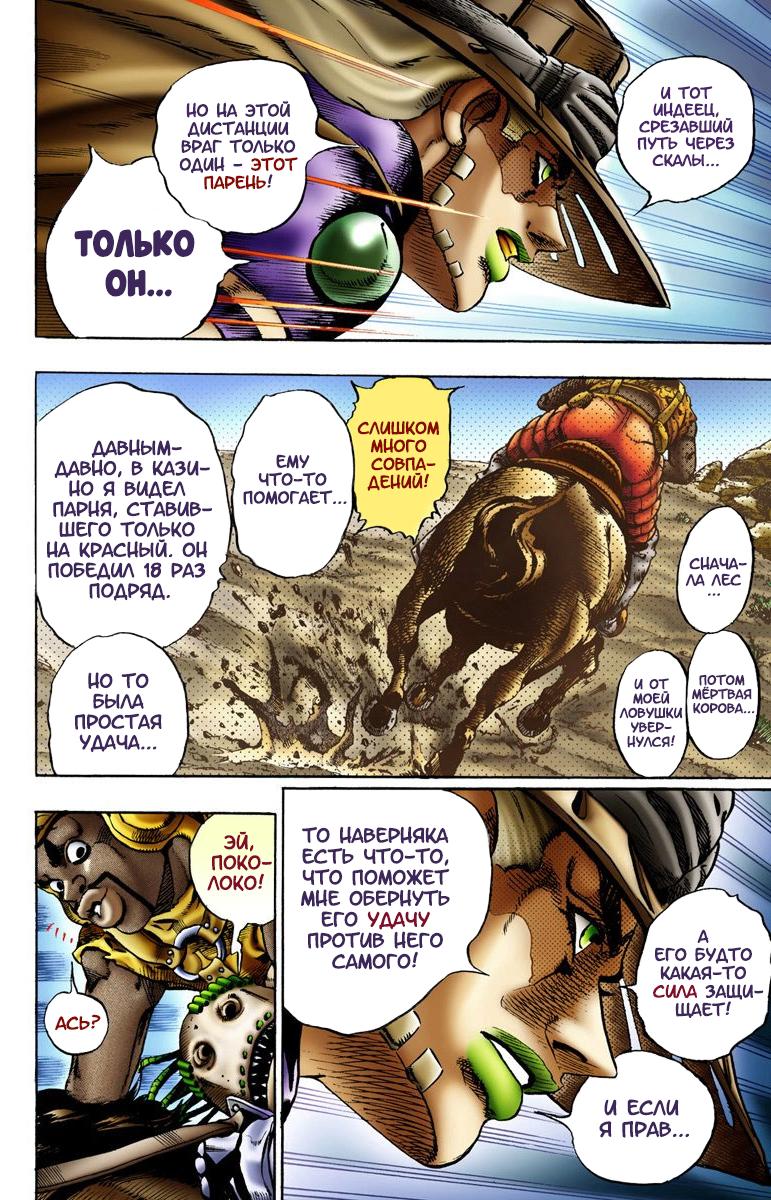 И ТОТ
ИНДЕЕЦ,
СРЕЗАВШИЙ
ПУТЬ ЧЕРЕЗ
СКАЛЫ...
НО НА ЭТОЙ
ДИСТАНЦИИ
ВРАГ ТОЛЬКО
ОДИН – ЭТОТ
ПАРЕНЬ!
ТОЛЬКО
ОН...
СНАЧА-
ЛА ЛЕС
...
ПОТОМ
МЁРТВАЯ
КОРОВА...
И ОТ
МОЕЙ
ЛОВУШКИ
УВЕР-
НУЛСЯ!
СЛИШКОМ
МНОГО
СОВПА-
ДЕНИЙ!
ЕМУ
ЧТО-ТО
ПОМОГАЕТ...
ДАВНЫМ-
ДАВНО, В КАЗИ-
НО Я ВИДЕЛ
ПАРНЯ, СТАВИВ-
ШЕГО ТОЛЬКО
НА КРАСНЫЙ. ОН
ПОБЕДИЛ 18 РАЗ
ПОДРЯД.
НО ТО
БЫЛА
ПРОСТАЯ
УДАЧА...
А
ЕГО БУДТО
КАКАЯ-ТО
СИЛА ЗАЩИ-
ЩАЕТ!
И ЕСЛИ
Я ПРАВ...
ТО НАВЕРНЯКА
ЕСТЬ ЧТО-ТО,
ЧТО ПОМОЖЕТ
МНЕ ОБЕРНУТЬ
ЕГО УДАЧУ
ПРОТИВ НЕГО
САМОГО!
ЭЙ,
ПОКО-
ЛОКО!
АСЬ?